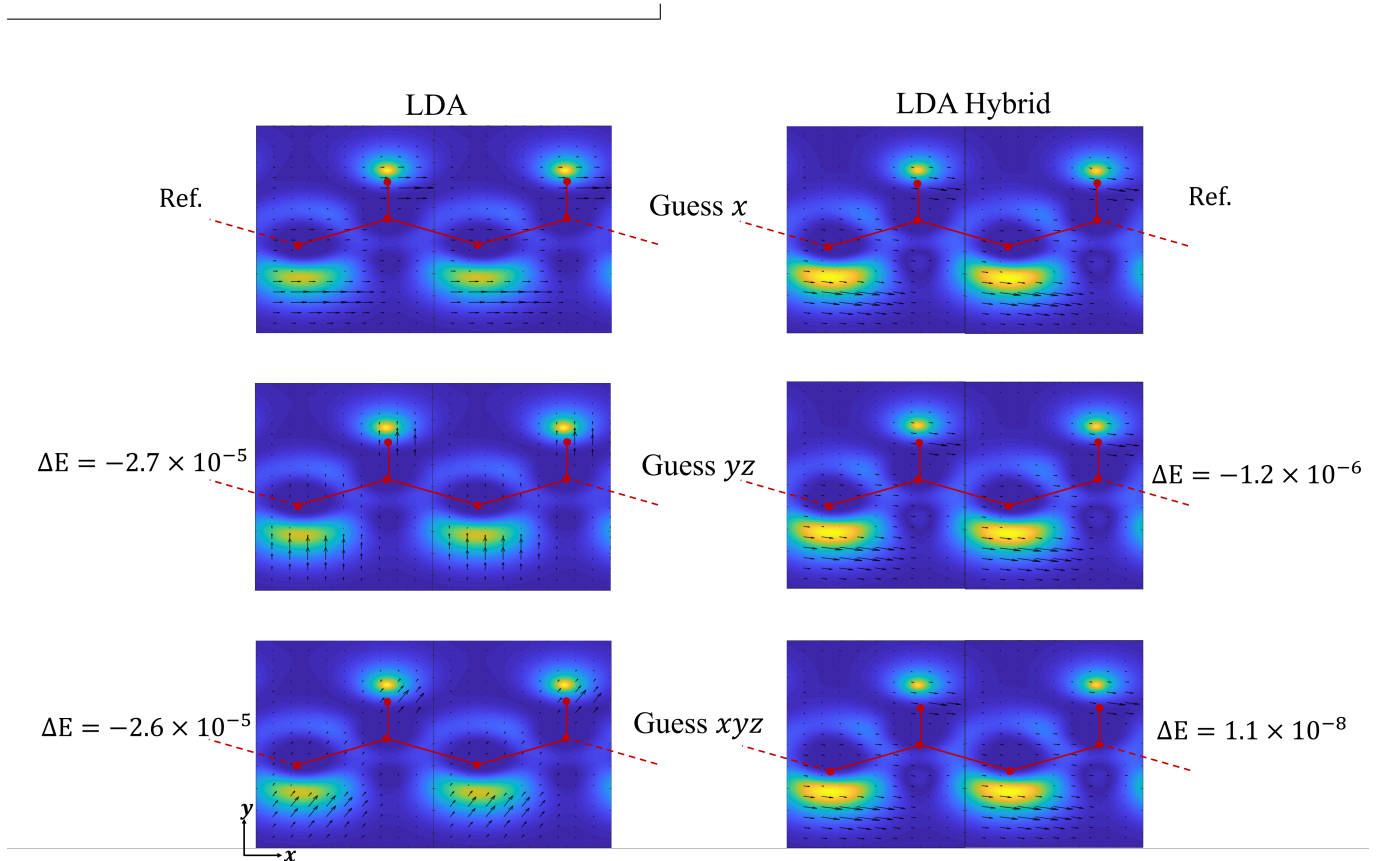 LDA
LDA Hybrid
Ref.
Guess x
Ref.
ΔE = −2.7 × 10⁻⁵
Guess yz
ΔE = −1.2 × 10⁻⁶
ΔE = −2.6 × 10⁻⁵
Guess xyz
ΔE = 1.1 × 10⁻⁸
y
x